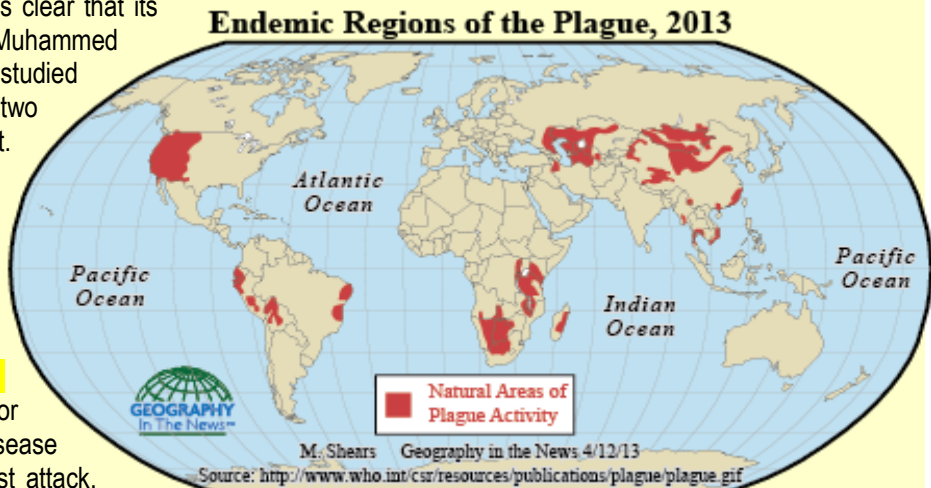 s clear that its
Muhammed
studied
two
t.
or
sease
st attack.
Endemic Regions of the Plague, 2013
Atlantic
Ocean
Pacific
Ocean
Pacific
Ocean
Indian
Ocean
GEOGRAPHY
In The News™
Natural Areas of
Plague Activity
M. Shears Geography in the News 4/12/13
Source: http://www.who.int/csr/resources/publications/plague/plague.gif